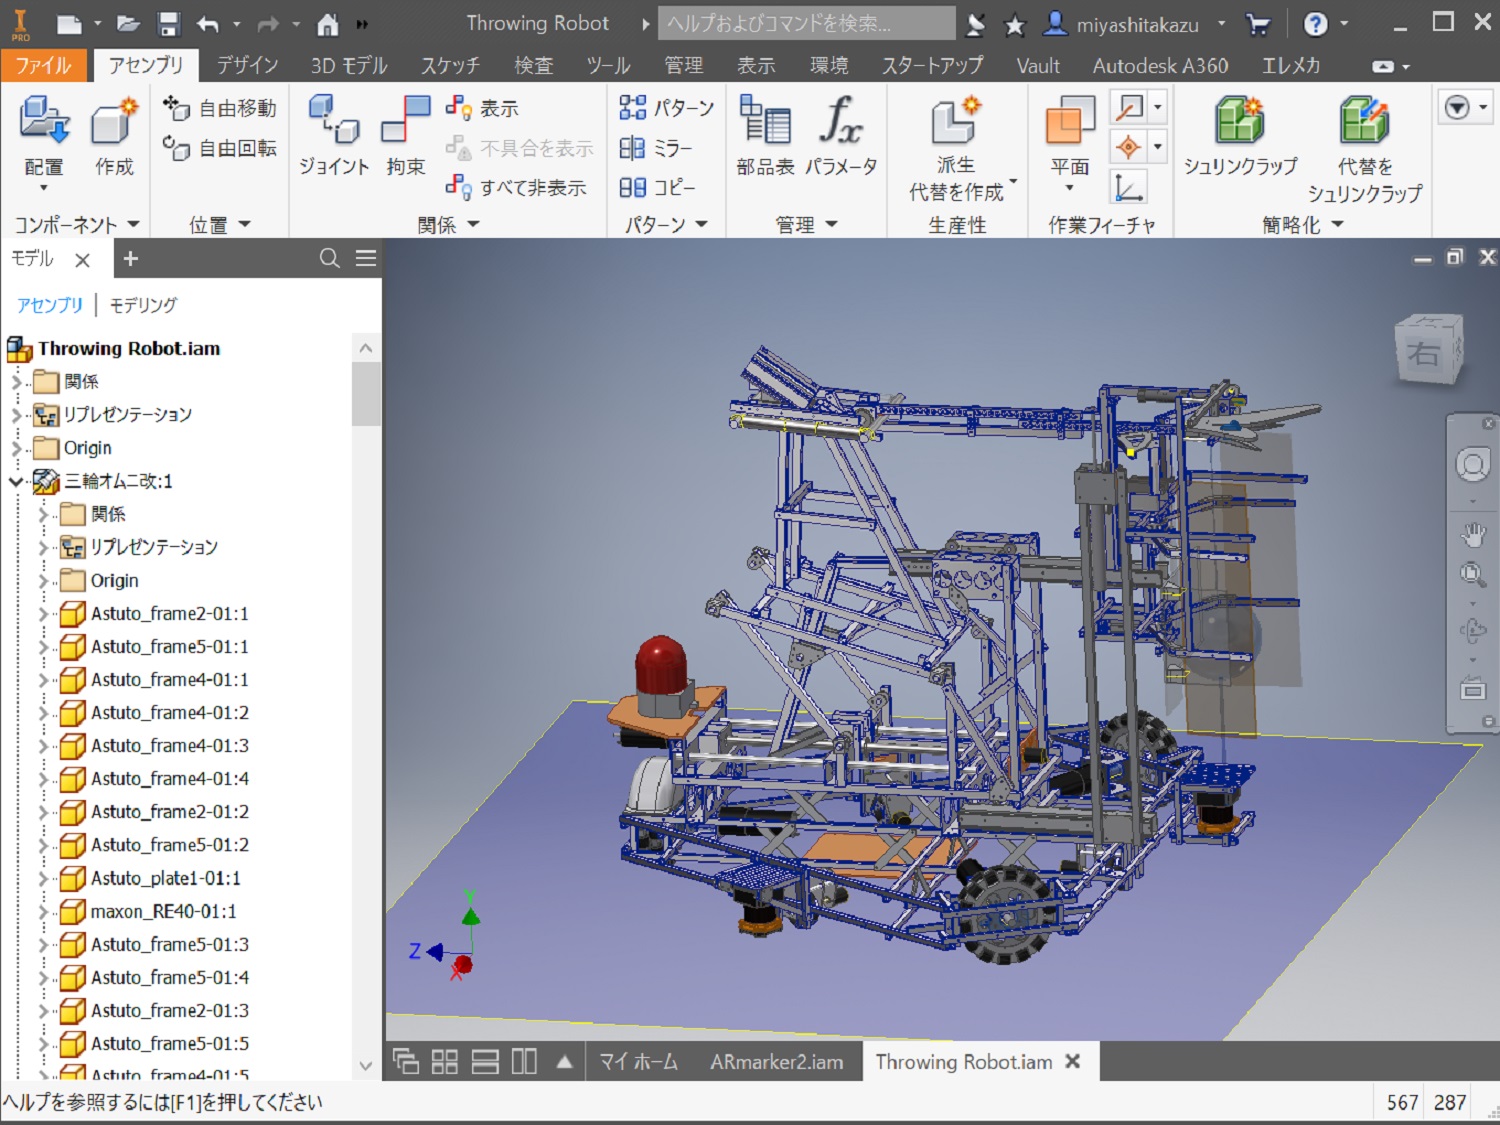 PRO
Throwing Robot
ヘルプおよびコマンドを検索...
miyashitakazu
ファイル
アセンブリ
デザイン
3D モデル
スケッチ
検査
ツール
管理
表示
環境
スタートアップ
Vault
Autodesk A360
エレメカ
配置
作成
自由移動
自由回転
ジョイント
拘束
表示
不具合を表示
すべて非表示
パターン
ミラー
コピー
部品表
パラメータ
派生
代替を作成
平面
シュリンクラップ
代替を
シュリンクラップ
コンポーネント
位置
関係
パターン
管理
生産性
作業フィーチャ
簡略化
モデル
アセンブリ
モデリング
Throwing Robot.iam
関係
リプレゼンテーション
Origin
三輪オムニ改:1
関係
リプレゼンテーション
Origin
Astuto_frame2-01:1
Astuto_frame5-01:1
Astuto_frame4-01:1
Astuto_frame4-01:2
Astuto_frame4-01:3
Astuto_frame4-01:4
Astuto_frame2-01:2
Astuto_frame5-01:2
Astuto_plate1-01:1
maxon_RE40-01:1
Astuto_frame5-01:3
Astuto_frame5-01:4
Astuto_frame2-01:3
Astuto_frame5-01:5
Astuto_frame4-01:5
右
Y
Z
X
マイ ホーム
ARmarker2.iam
Throwing Robot.iam
ヘルプを参照するには[F1]を押してください
567
287